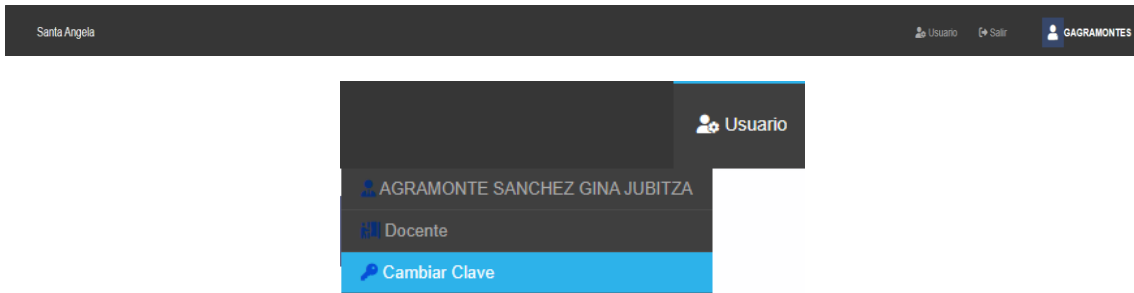 Santa Angela Usuario Salir GAGRAMONTES
Usuario
AGRAMONTE SANCHEZ GINA JUBITZA
Docente
Cambiar Clave